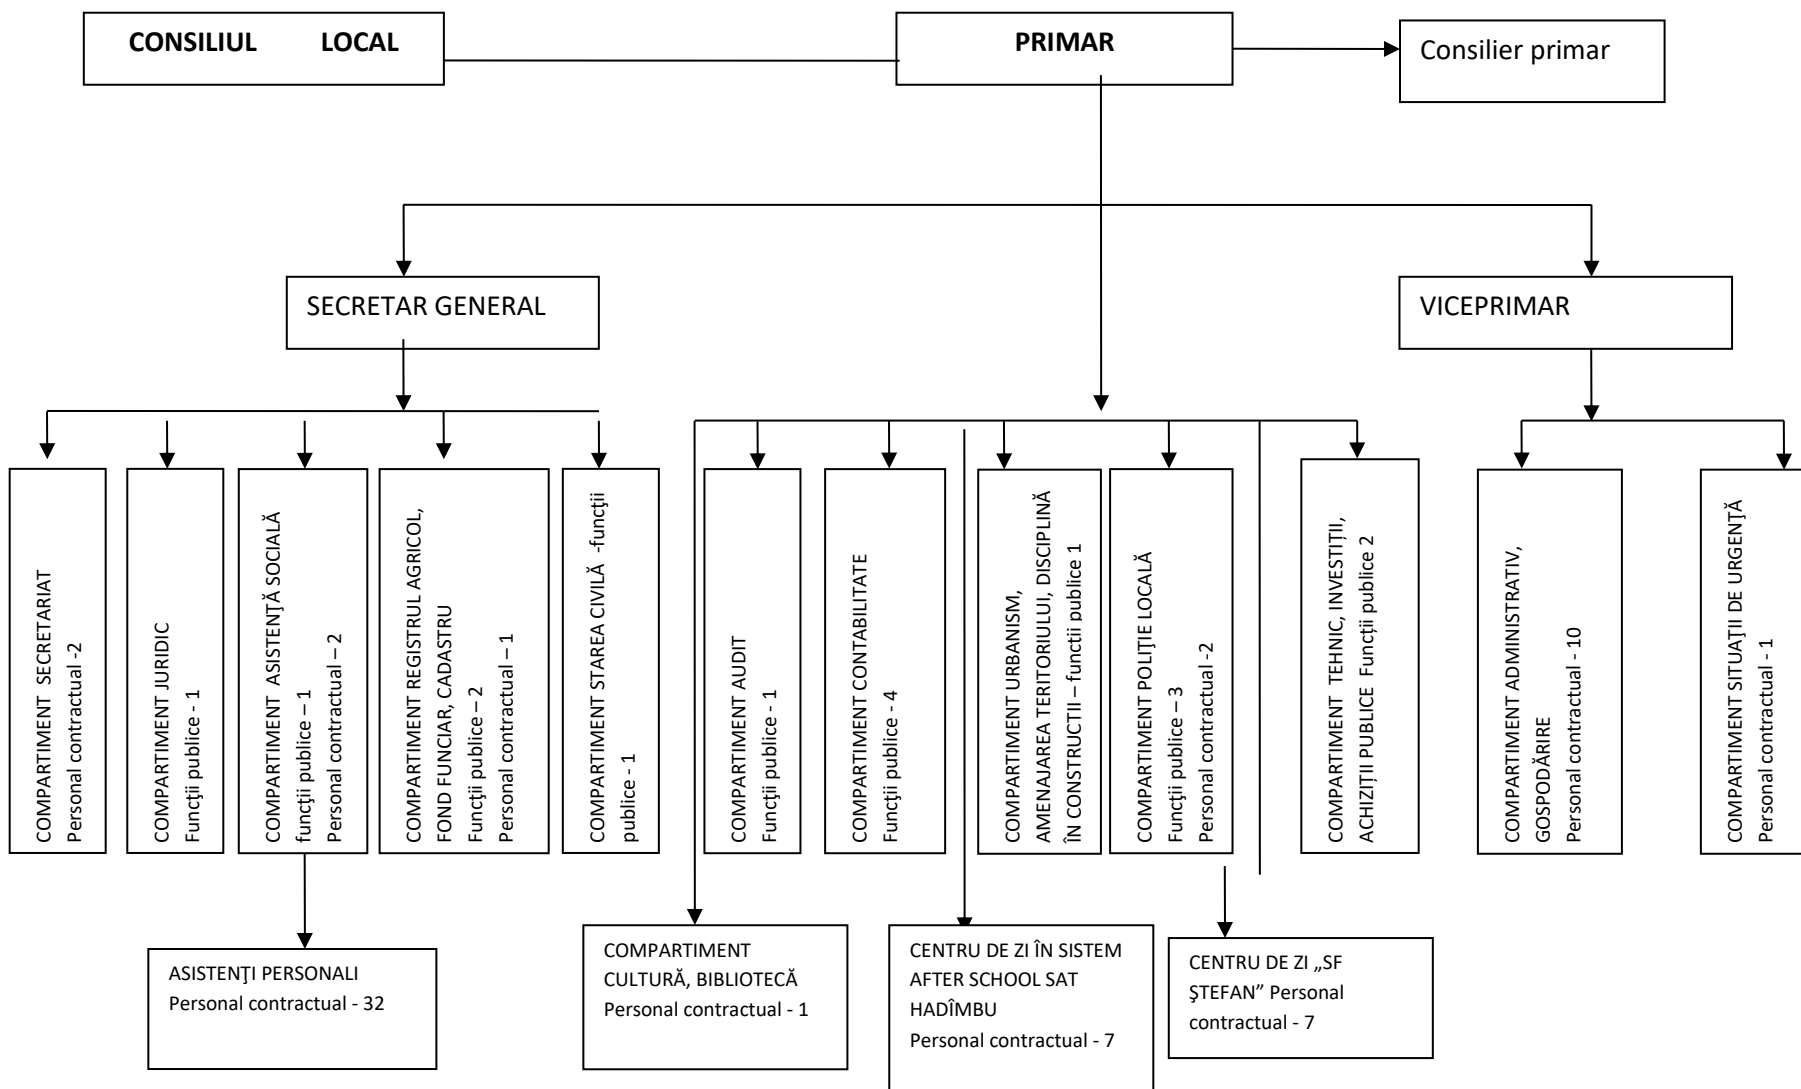 CONSILIUL LOCAL
PRIMAR
Consilier primar
SECRETAR GENERAL
VICEPRIMAR
COMPARTIMENT SECRETARIAT
Personal contractual -2
COMPARTIMENT JURIDIC
Funcţii publice - 1
COMPARTIMENT ASISTENŢĂ SOCIALĂ
funcţii publice – 1
Personal contractual – 2
COMPARTIMENT REGISTRUL AGRICOL,
FOND FUNCIAR, CADASTRU
Funcţii publice – 2
Personal contractual – 1
COMPARTIMENT STAREA CIVILĂ -funcţii
publice - 1
COMPARTIMENT AUDIT
Funcţii publice - 1
COMPARTIMENT CONTABILITATE
Funcţii publice - 4
COMPARTIMENT URBANISM,
AMENAJAREA TERITORIULUI, DISCIPLINĂ
ÎN CONSTRUCTII – functii publice 1
COMPARTIMENT POLIŢIE LOCALĂ
Funcţii publice – 3
Personal contractual -2
COMPARTIMENT TEHNIC, INVESTIȚII,
ACHIZIȚII PUBLICE Funcții publice 2
COMPARTIMENT ADMINISTRATIV,
GOSPODĂRIRE
Personal contractual - 10
COMPARTIMENT SITUAŢII DE URGENŢĂ
Personal contractual - 1
ASISTENŢI PERSONALI
Personal contractual - 32
COMPARTIMENT
CULTURĂ, BIBLIOTECĂ
Personal contractual - 1
CENTRU DE ZI ÎN SISTEM
AFTER SCHOOL SAT
HADÎMBU
Personal contractual - 7
CENTRU DE ZI „SF
ŞTEFAN” Personal
contractual - 7